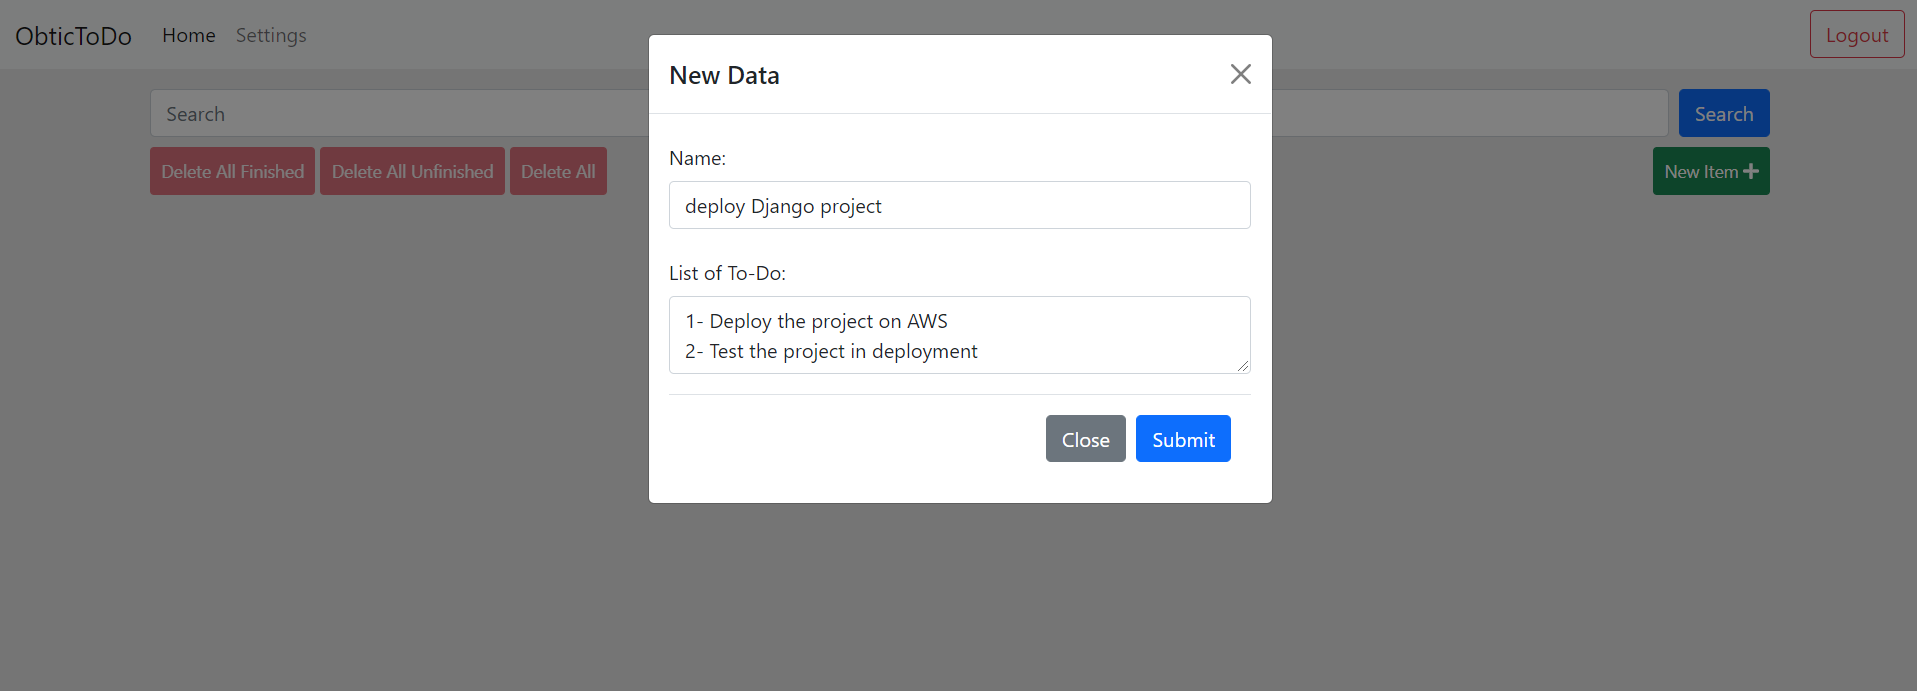 ObticToDo Home Settings Logout
Search Search
Delete All Finished Delete All Unfinished Delete All New Item
New Data
Name:
deploy Django project
List of To-Do:
1- Deploy the project on AWS
2- Test the project in deployment
Close Submit